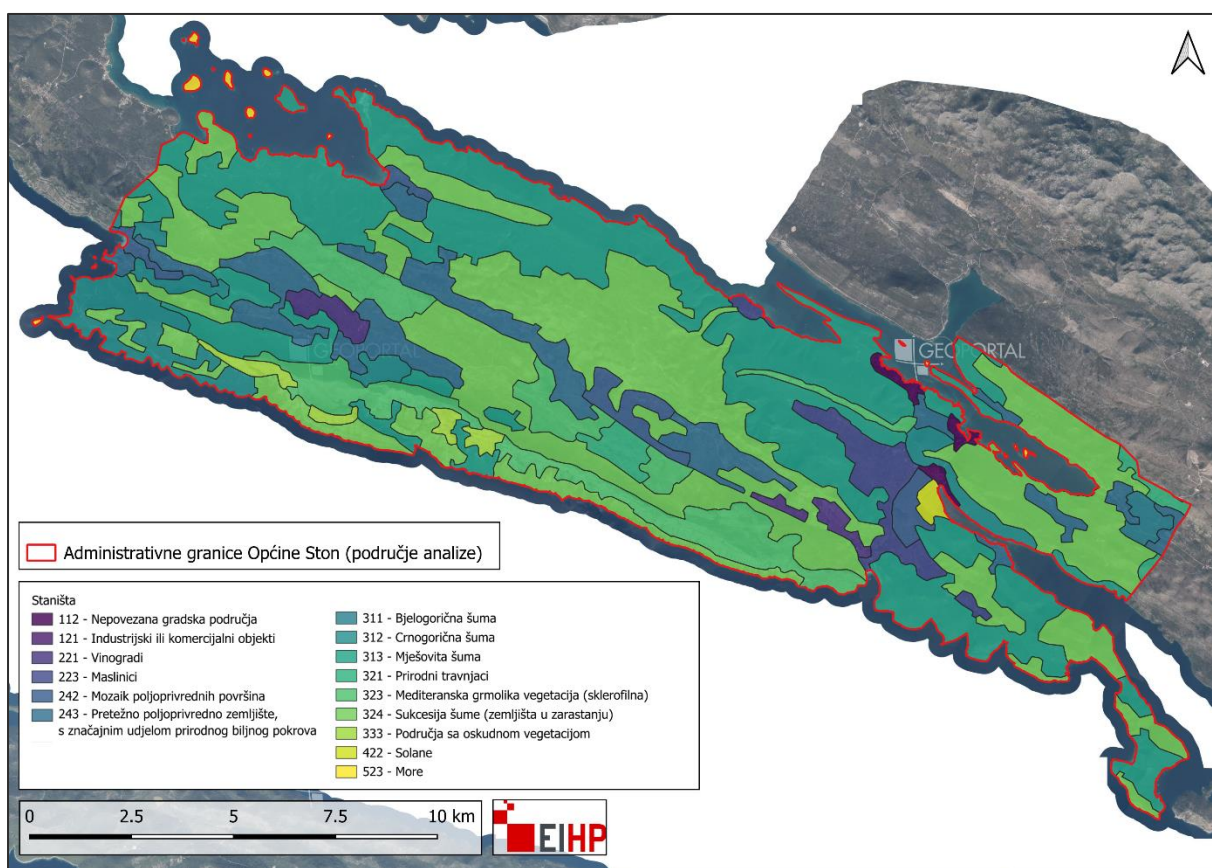 GEOPORTAL
GEOPORTAL
Administrativne granice Općine Ston (područje analize)
Staništa
112 - Nepovezana gradska područja
121 - Industrijski ili komercijalni objekti
221 - Vinogradi
223 - Maslinici
242 - Mozaik poljoprivrednih površina
243 - Pretežno poljoprivredno zemljište,
s značajnim udjelom prirodnog biljnog pokrova
311 - Bjelogorična šuma
312 - Crnogorična šuma
313 - Mješovita šuma
321 - Prirodni travnjaci
323 - Mediteranska grmolika vegetacija (sklerofilna)
324 - Sukcesija šume (zemljišta u zarastanju)
333 - Područja sa oskudnom vegetacijom
422 - Solane
523 - More
0 2.5 5 7.5 10 km
EIHP